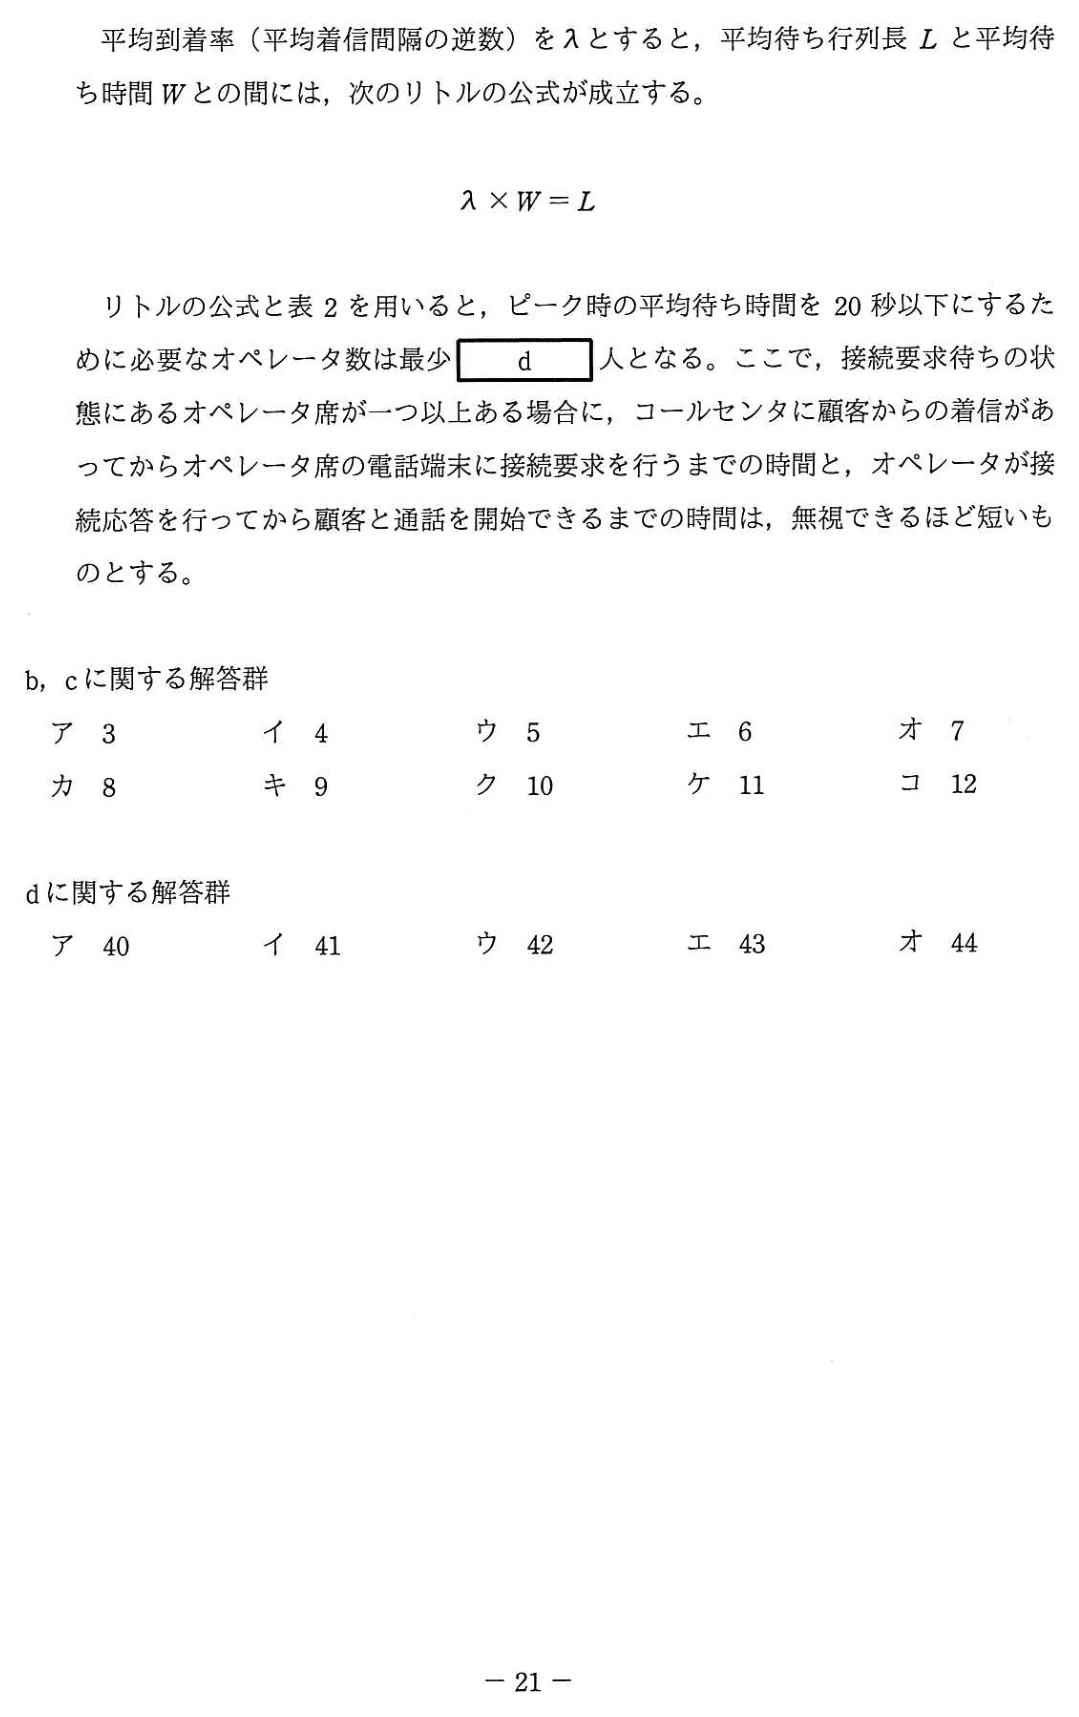 平均到着率（平均着信間隔の逆数）をλとすると，平均待ち行列長 L と平均待
ち時間 W との間には，次のリトルの公式が成立する。
λ × W = L
リトルの公式と表 2 を用いると，ピーク時の平均待ち時間を 20 秒以下にするた
めに必要なオペレータ数は最少 d 人となる。ここで，接続要求待ちの状
態にあるオペレータ席が一つ以上ある場合に，コールセンタに顧客からの着信があ
ってからオペレータ席の電話端末に接続要求を行うまでの時間と，オペレータが接
続応答を行ってから顧客と通話を開始できるまでの時間は，無視できるほど短いも
のとする。
b，c に関する解答群
ア 3 イ 4 ウ 5 エ 6 オ 7
カ 8 キ 9 ク 10 ケ 11 コ 12
d に関する解答群
ア 40 イ 41 ウ 42 エ 43 オ 44
－ 21 －